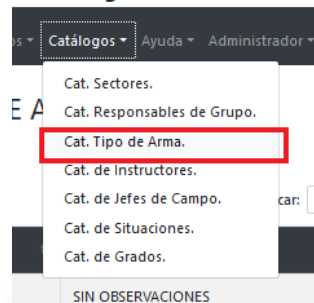 os Catálogos Ayuda Administrador
Cat. Sectores.
E A
Cat. Responsables de Grupo.
Cat. Tipo de Arma.
Cat. de Instructores.
Cat. de Jefes de Campo.
car:
Cat. de Situaciones.
Cat. de Grados.
SIN OBSERVACIONES